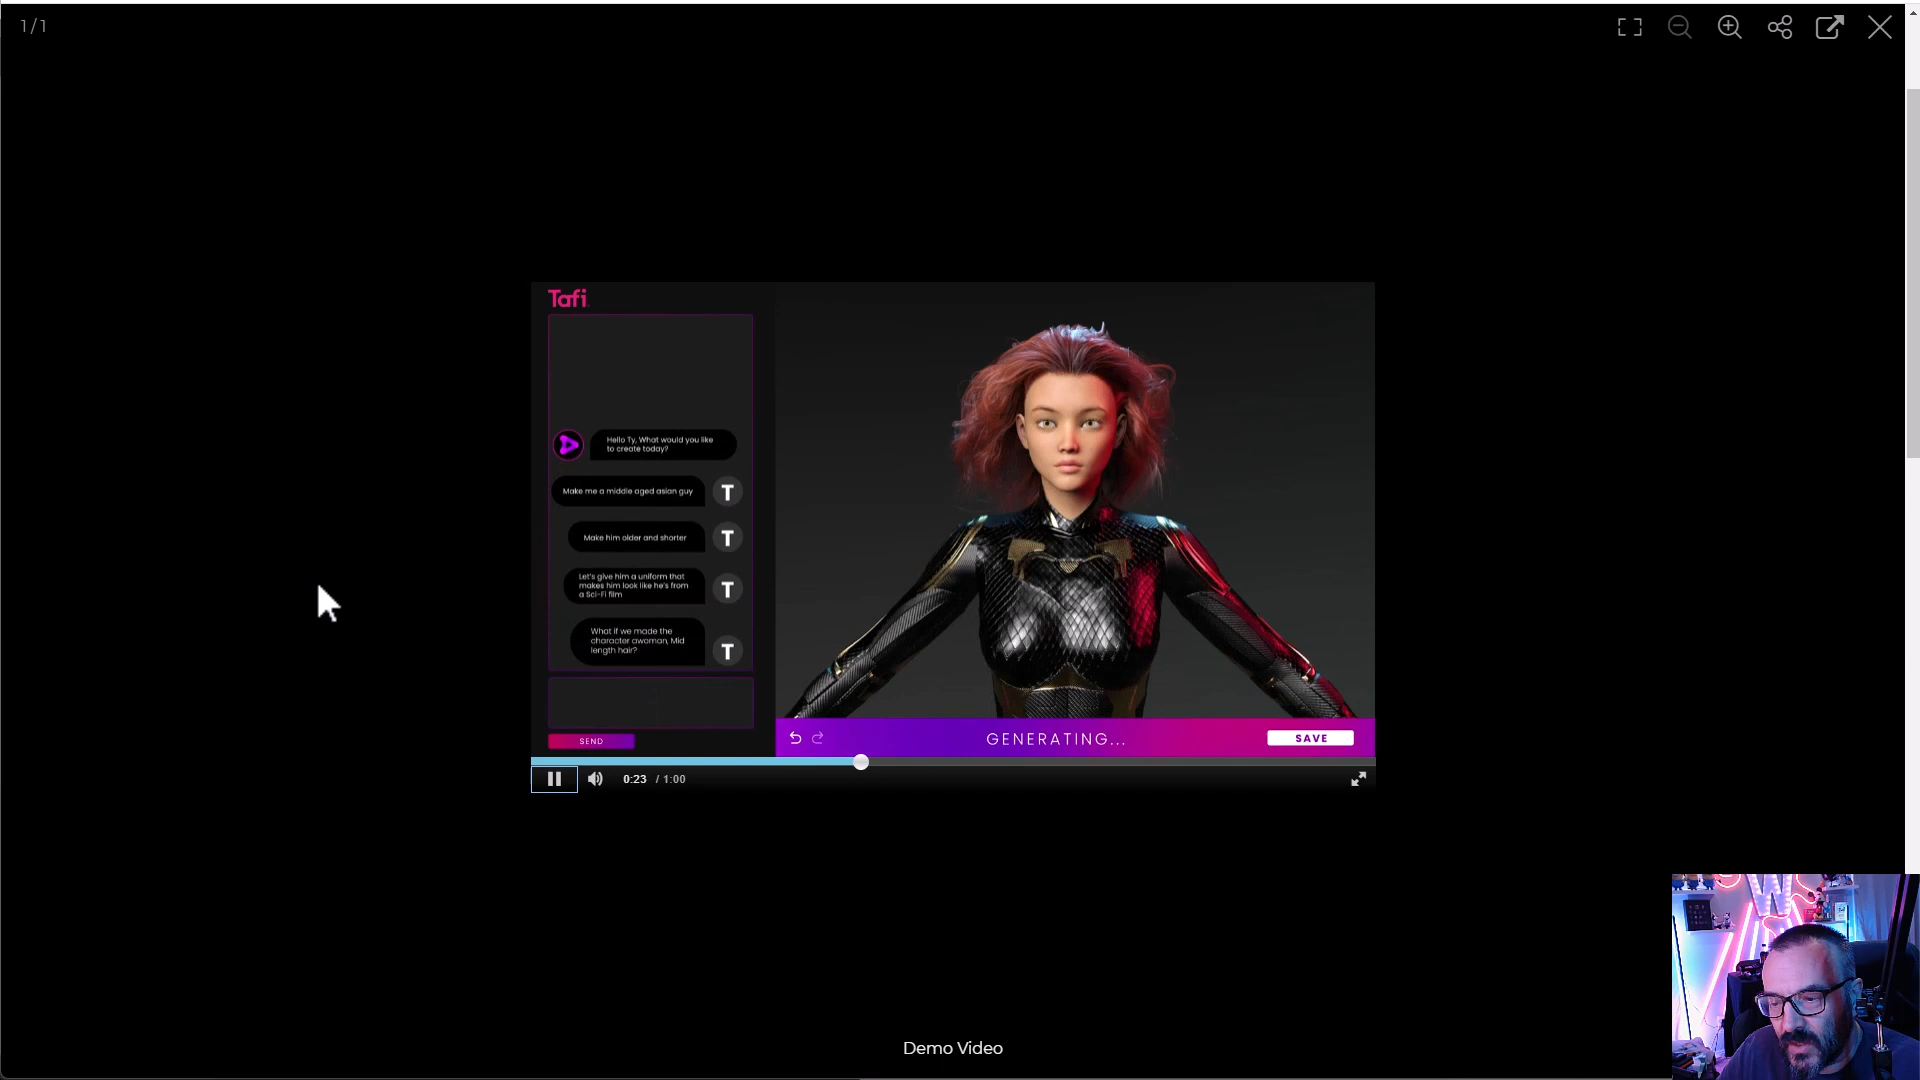 1/1
Tafi
Hello Ty, What would you like
to create today?
Make me a middle aged asian guy
T
Make him older and shorter
T
Let's give him a uniform that
makes him look like he's from
a Sci-Fi film
T
What if we made the
character awoman, Mid
length hair?
T
SEND
GENERATING...
SAVE
0:23 / 1:00
Demo Video
W